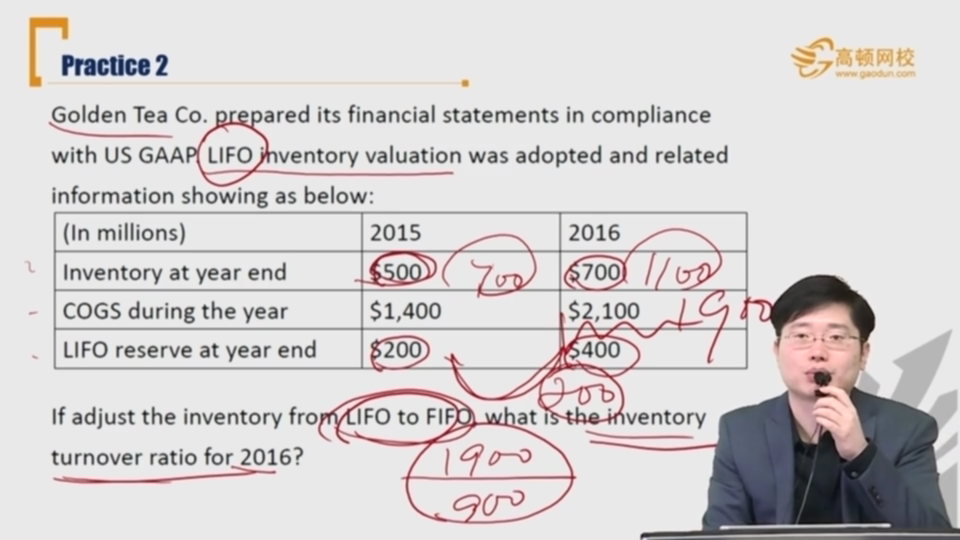 Practice 2
高顿网校
www.gaodun.com
Golden Tea Co. prepared its financial statements in compliance
with US GAAP. LIFO inventory valuation was adopted and related
information showing as below:
(In millions) 2015 2016
Inventory at year end $500 700 $700 1100
COGS during the year $1,400 $2,100 1900
LIFO reserve at year end $200 $400
200
If adjust the inventory from LIFO to FIFO, what is the inventory
turnover ratio for 2016?
1900
900